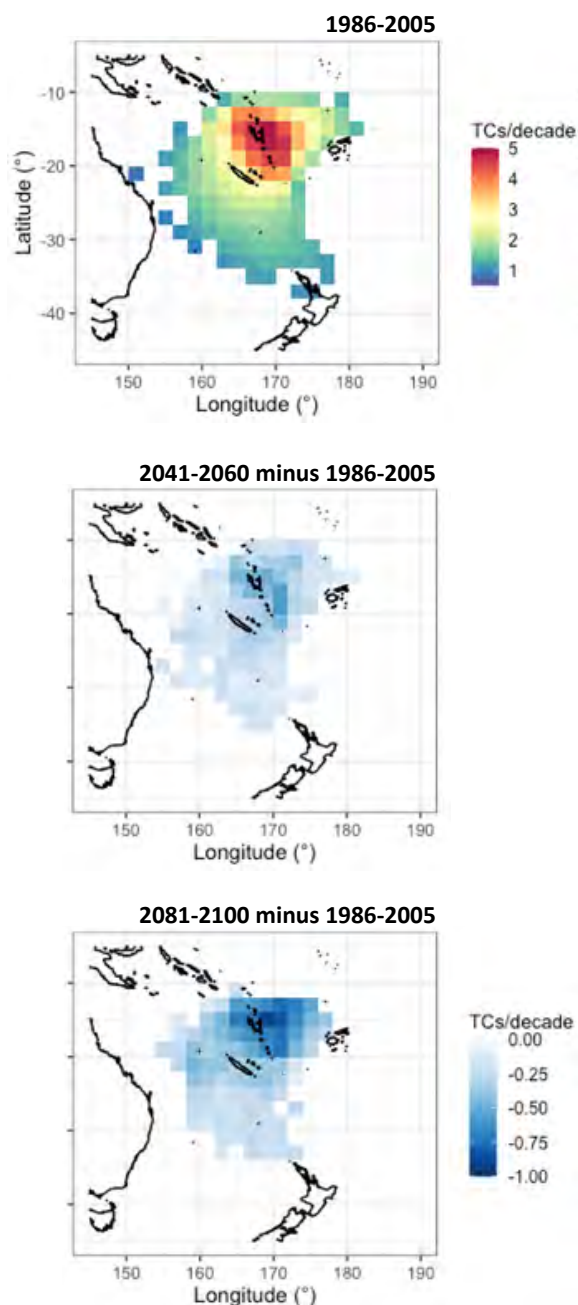 1986-2005
-10
-20
-30
-40
Latitude (°)
150 160 170 180 190
Longitude (°)
TCs/decade
5
4
3
2
1
2041-2060 minus 1986-2005
150 160 170 180 190
Longitude (°)
2081-2100 minus 1986-2005
150 160 170 180 190
Longitude (°)
TCs/decade
0.00
-0.25
-0.50
-0.75
-1.00